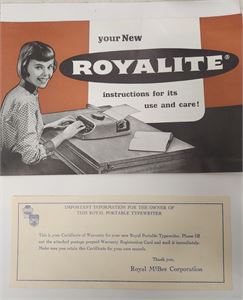 your New
ROYALITE®
instructions for its
use and care!
IMPORTANT INFORMATION FOR THE OWNER OF
THIS ROYAL PORTABLE TYPEWRITER
This is your Certificate of Warranty for your new Royal Portable Typewriter. Please fill
out the attached postage prepaid Warranty Registration Card and mail it immediately.
Make sure you retain this Certificate for your own records.
Thank you,
Royal McBee Corporation